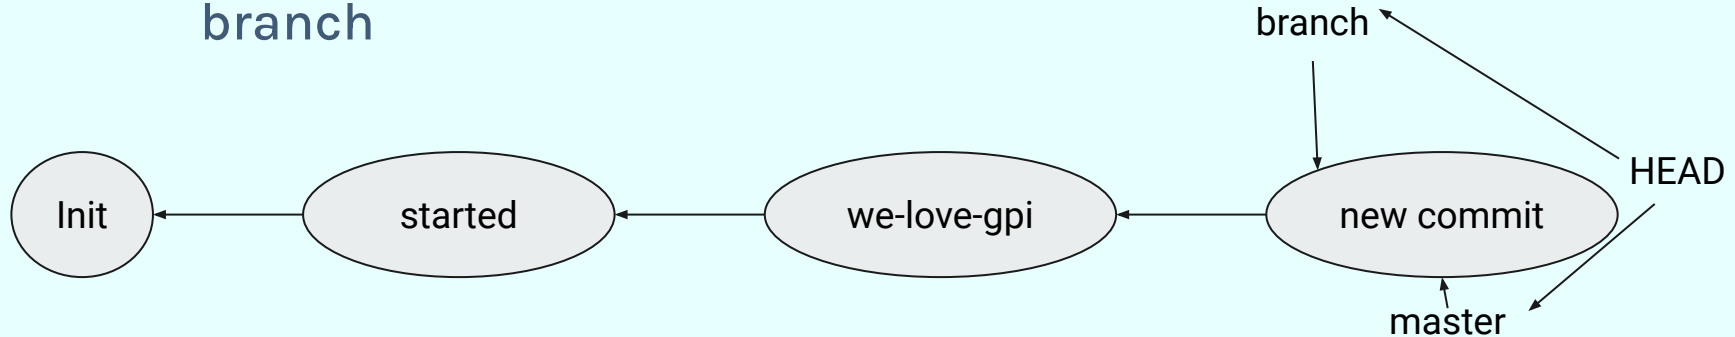 branch
branch
HEAD
Init
started
we-love-gpi
new commit
master